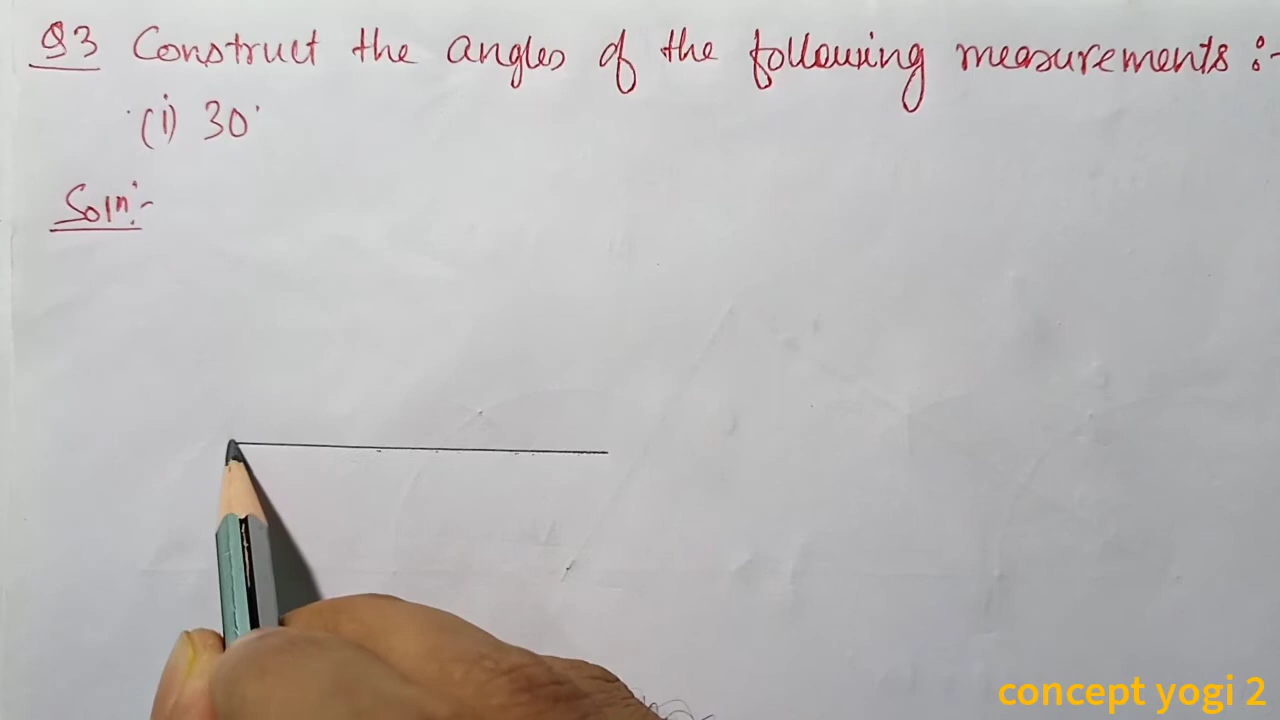 Q3 Construct the angles of the following measurements :-
(i) 30°
Soln:-
concept yogi 2